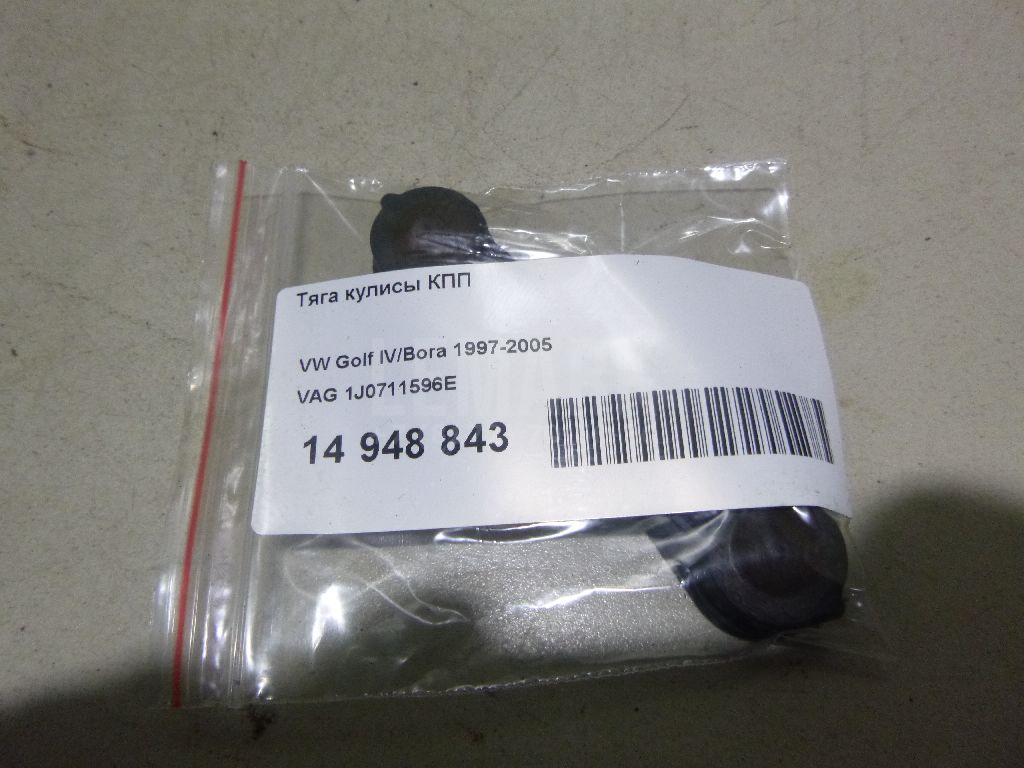 Тяга кулисы КПП
VW Golf IV/Bora 1997-2005
VAG 1J0711596E
14 948 843